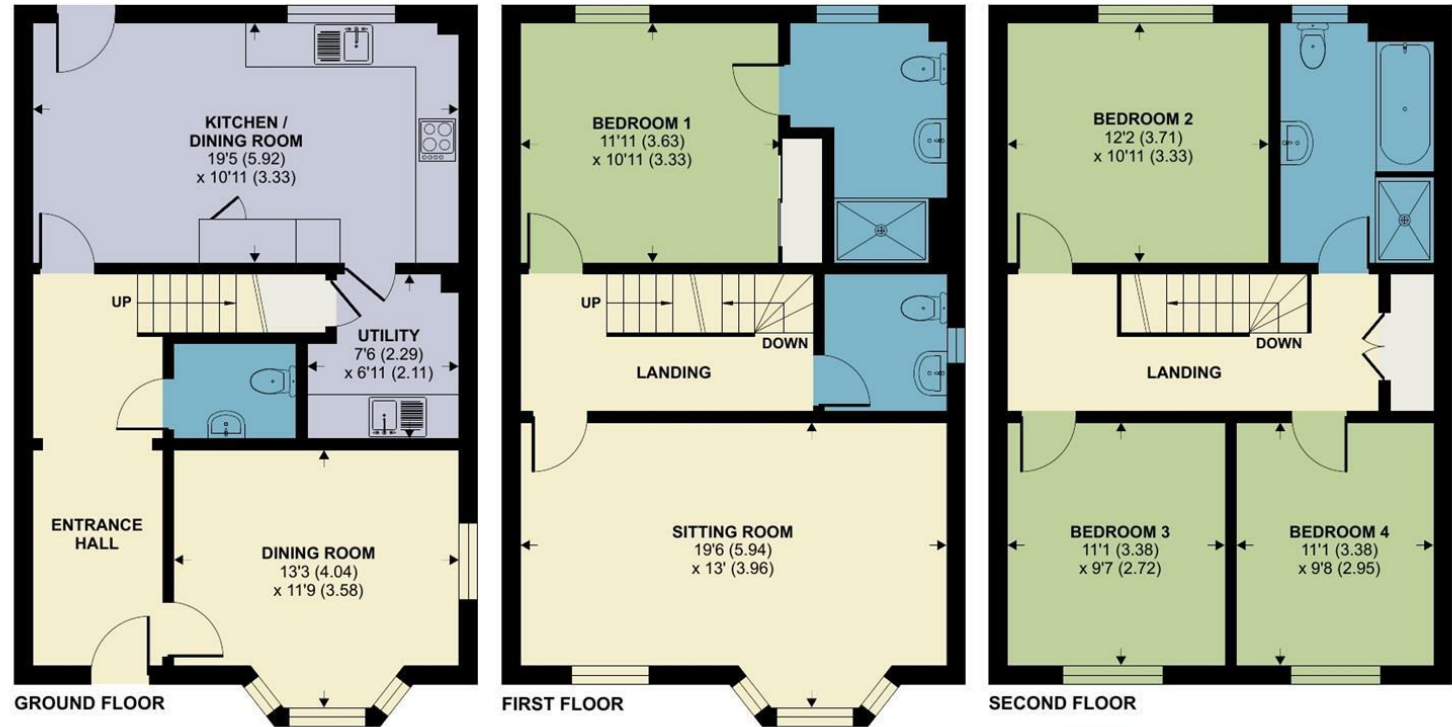 KITCHEN /
DINING ROOM
19'5 (5.92)
x 10'11 (3.33)
UP
UTILITY
7'6 (2.29)
x 6'11 (2.11)
ENTRANCE
HALL
DINING ROOM
13'3 (4.04)
x 11'9 (3.58)
GROUND FLOOR
BEDROOM 1
11'11 (3.63)
x 10'11 (3.33)
UP
DOWN
LANDING
SITTING ROOM
19'6 (5.94)
x 13' (3.96)
FIRST FLOOR
BEDROOM 2
12'2 (3.71)
x 10'11 (3.33)
DOWN
LANDING
BEDROOM 3
11'1 (3.38)
x 9'7 (2.72)
BEDROOM 4
11'1 (3.38)
x 9'8 (2.95)
SECOND FLOOR